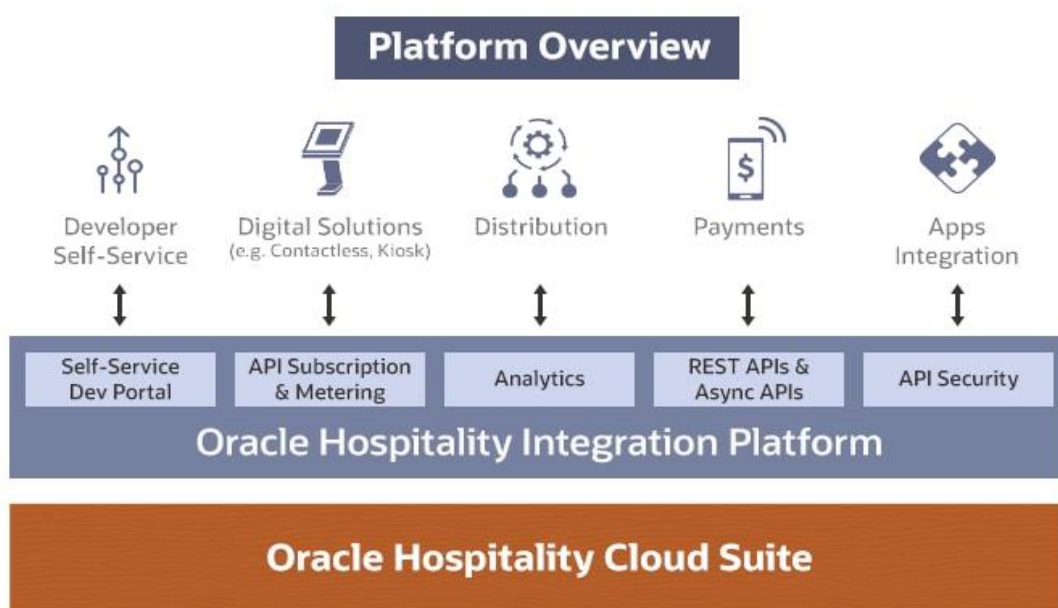 Platform Overview
$
Developer
Self-Service
Digital Solutions
(e.g. Contactless, Kiosk)
Distribution
Payments
Apps
Integration
Self-Service
Dev Portal
API Subscription
& Metering
Analytics
REST APIs &
Async APIs
API Security
Oracle Hospitality Integration Platform
Oracle Hospitality Cloud Suite